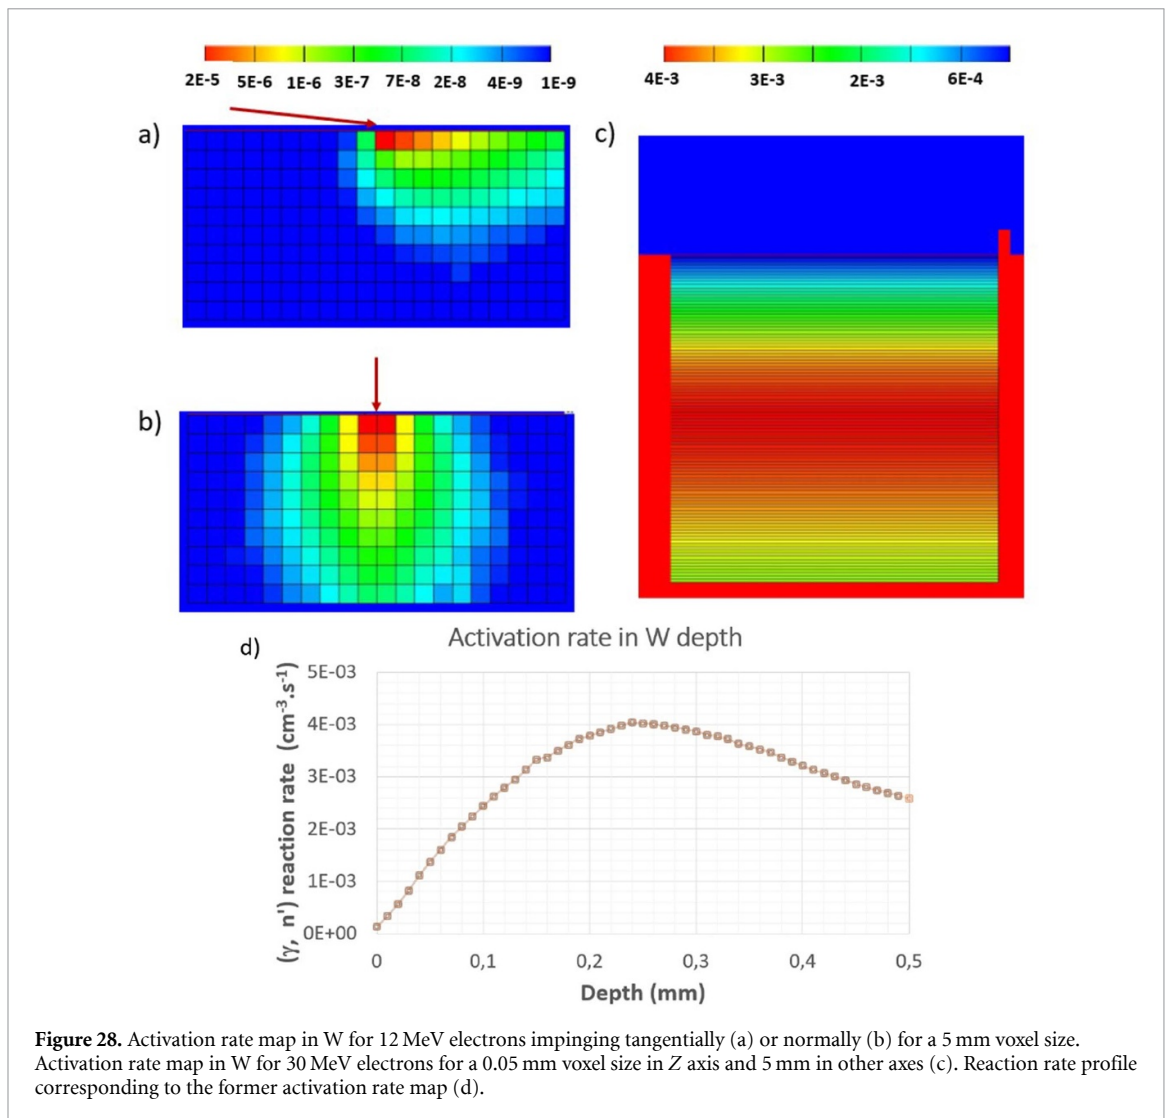 2E-5 5E-6 1E-6 3E-7 7E-8 2E-8 4E-9 1E-9
4E-3 3E-3 2E-3 6E-4
a)
c)
b)
d)
Activation rate in W depth
(γ, n') reaction rate (cm⁻³.s⁻¹)
5E-03
4E-03
3E-03
2E-03
1E-03
0E+00
0 0,1 0,2 0,3 0,4 0,5
Depth (mm)
Figure 28. Activation rate map in W for 12 MeV electrons impinging tangentially (a) or normally (b) for a 5 mm voxel size.
Activation rate map in W for 30 MeV electrons for a 0.05 mm voxel size in Z axis and 5 mm in other axes (c). Reaction rate profile
corresponding to the former activation rate map (d).